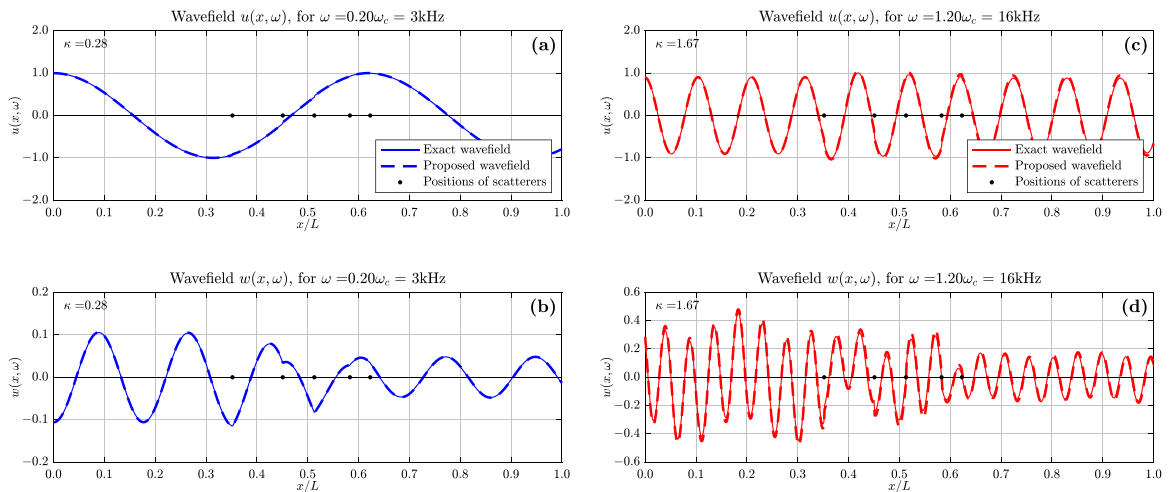 Wavefield u(x, ω), for ω =0.20ω_c = 3kHz
κ =0.28
(a)
2.0
1.0
0.0
−1.0
−2.0
u(x, ω)
Exact wavefield
Proposed wavefield
Positions of scatterers
0.0 0.1 0.2 0.3 0.4 0.5 0.6 0.7 0.8 0.9 1.0
x/L
Wavefield u(x, ω), for ω =1.20ω_c = 16kHz
κ =1.67
(c)
2.0
1.0
0.0
−1.0
−2.0
u(x, ω)
Exact wavefield
Proposed wavefield
Positions of scatterers
0.0 0.1 0.2 0.3 0.4 0.5 0.6 0.7 0.8 0.9 1.0
x/L
Wavefield w(x, ω), for ω =0.20ω_c = 3kHz
κ =0.28
(b)
0.2
0.1
0.0
−0.1
−0.2
w(x, ω)
0.0 0.1 0.2 0.3 0.4 0.5 0.6 0.7 0.8 0.9 1.0
x/L
Wavefield w(x, ω), for ω =1.20ω_c = 16kHz
κ =1.67
(d)
0.6
0.4
0.2
0.0
−0.2
−0.4
−0.6
w(x, ω)
0.0 0.1 0.2 0.3 0.4 0.5 0.6 0.7 0.8 0.9 1.0
x/L